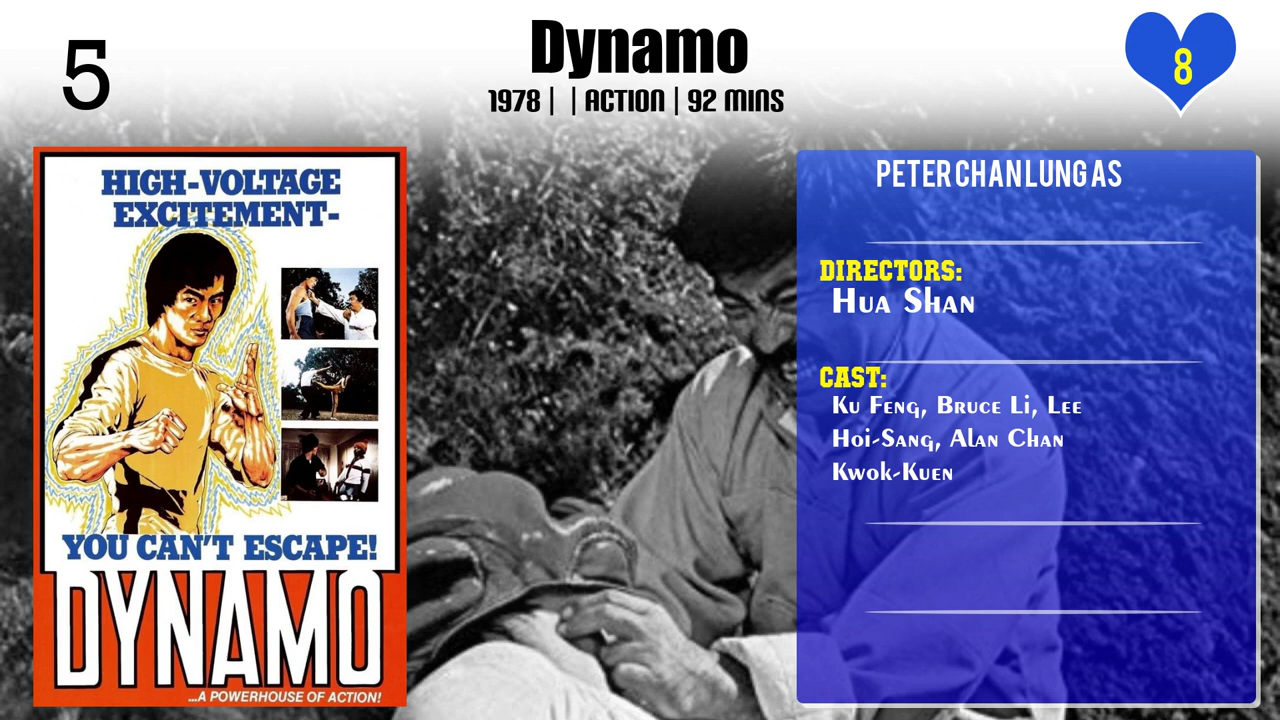 5
Dynamo
1978 | | ACTION | 92 MINS
8
HIGH-VOLTAGE
EXCITEMENT-
YOU CAN'T ESCAPE!
DYNAMO
...A POWERHOUSE OF ACTION!
PETER CHAN LUNG AS
DIRECTORS:
Hua Shan
CAST:
Ku Feng, Bruce Li, Lee
Hoi-Sang, Alan Chan
Kwok-Kuen